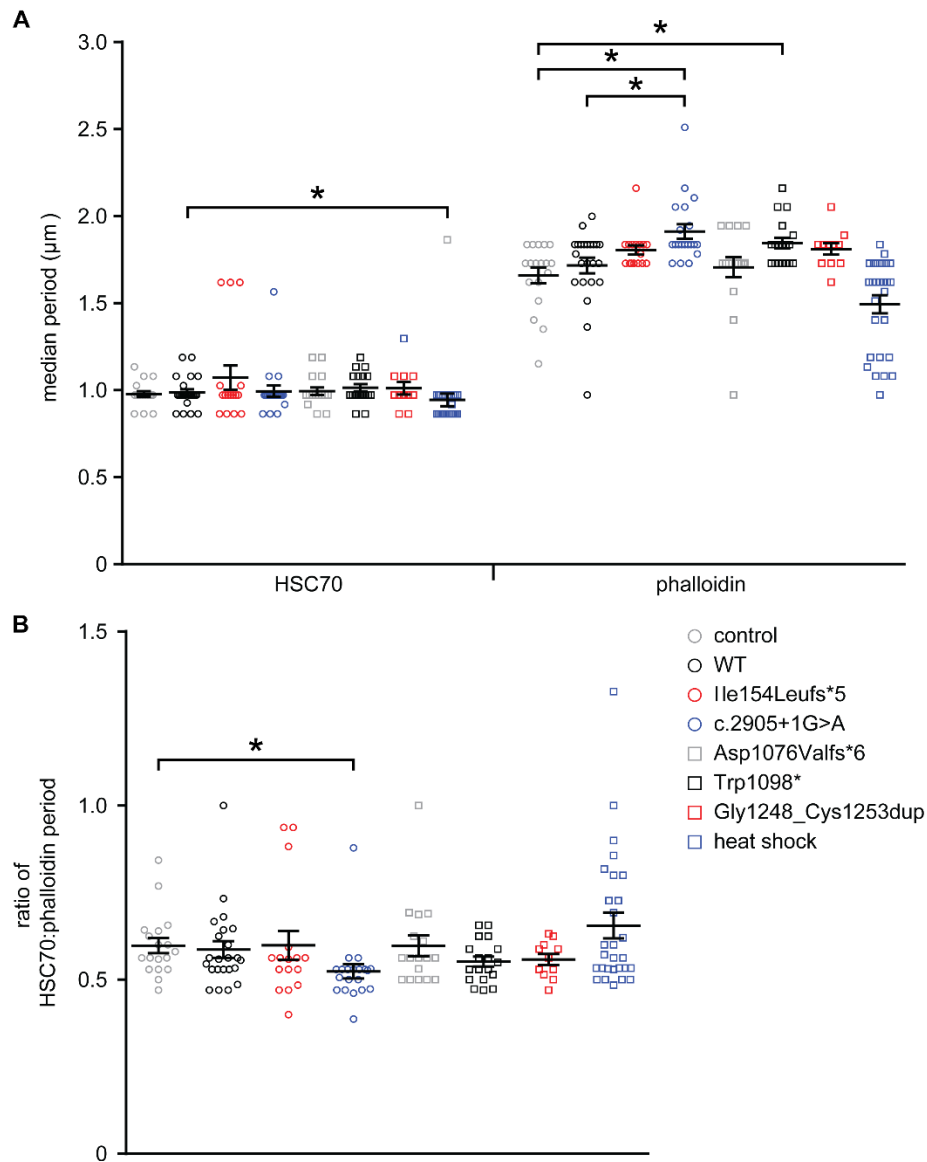 A
3.0
2.5
2.0
1.5
1.0
0.5
0
median period (µm)
*
*
*
*
HSC70
phalloidin
B
1.5
1.0
0.5
0
ratio of
HSC70:phalloidin period
*
control
WT
Ile154Leufs*5
c.2905+1G>A
Asp1076Valfs*6
Trp1098*
Gly1248_Cys1253dup
heat shock